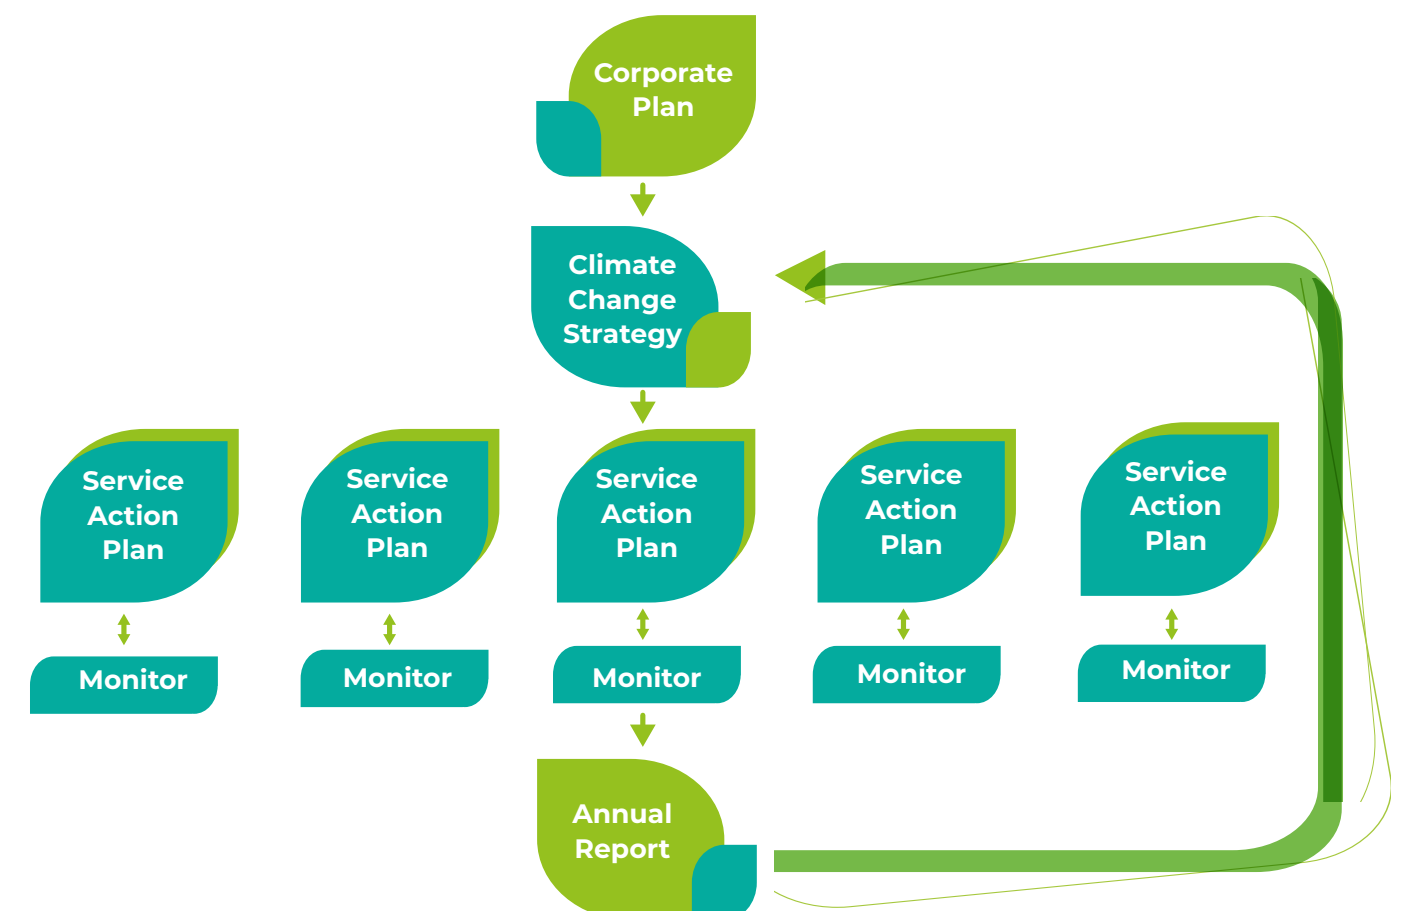 Corporate
Plan
Climate
Change
Strategy
Service
Action
Plan
Service
Action
Plan
Service
Action
Plan
Service
Action
Plan
Service
Action
Plan
Monitor
Monitor
Monitor
Monitor
Monitor
Annual
Report